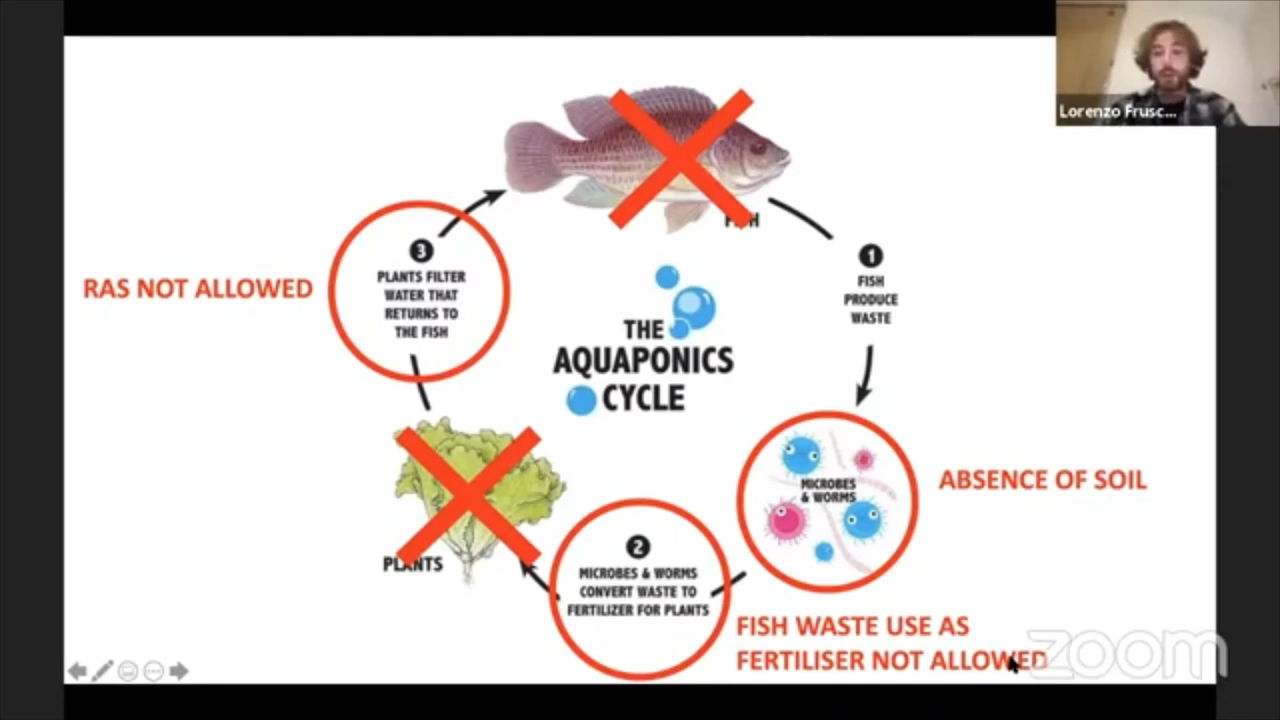 Lorenzo Frusc...
FISH
1
FISH
PRODUCE
WASTE
3
PLANTS FILTER
WATER THAT
RETURNS TO
THE FISH
RAS NOT ALLOWED
THE
AQUAPONICS
CYCLE
MICROBES
& WORMS
ABSENCE OF SOIL
PLANTS
2
MICROBES & WORMS
CONVERT WASTE TO
FERTILIZER FOR PLANTS
FISH WASTE USE AS
FERTILISER NOT ALLOWED
zoom